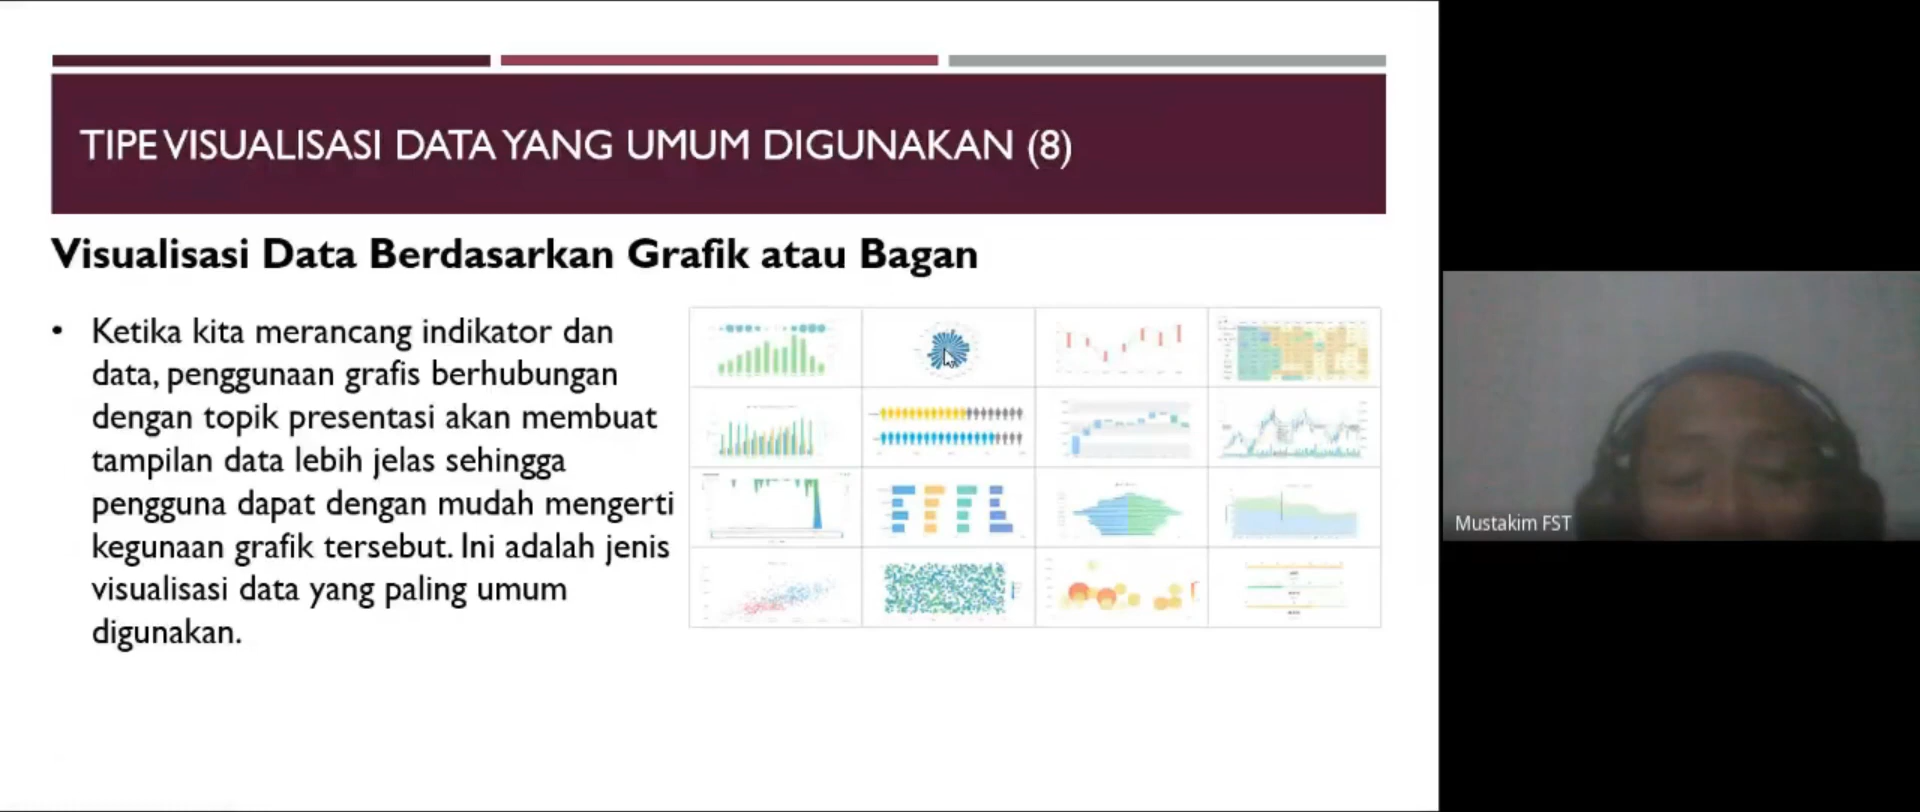 TIPE VISUALISASI DATA YANG UMUM DIGUNAKAN (8)
Visualisasi Data Berdasarkan Grafik atau Bagan
• Ketika kita merancang indikator dan
data, penggunaan grafis berhubungan
dengan topik presentasi akan membuat
tampilan data lebih jelas sehingga
pengguna dapat dengan mudah mengerti
kegunaan grafik tersebut. Ini adalah jenis
visualisasi data yang paling umum
digunakan.
Mustakim FST